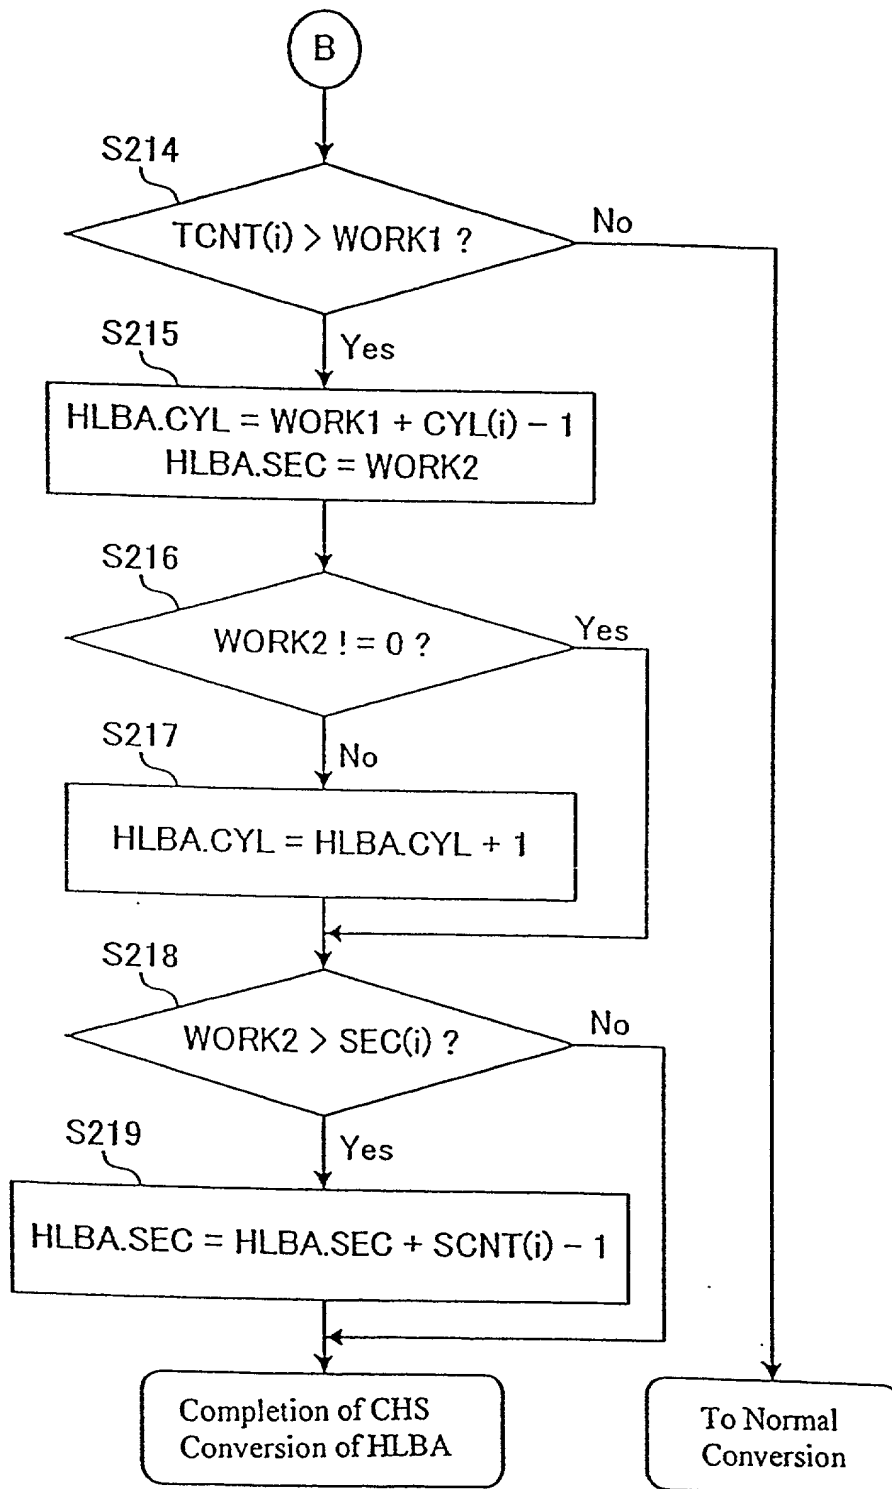 B
S214
TCNT(i) > WORK1 ?
No
S215
Yes
HLBA.CYL = WORK1 + CYL(i) − 1
HLBA.SEC = WORK2
S216
WORK2 ! = 0 ?
Yes
S217
No
HLBA.CYL = HLBA.CYL + 1
S218
WORK2 > SEC(i) ?
No
S219
Yes
HLBA.SEC = HLBA.SEC + SCNT(i) − 1
Completion of CHS
Conversion of HLBA
To Normal
Conversion